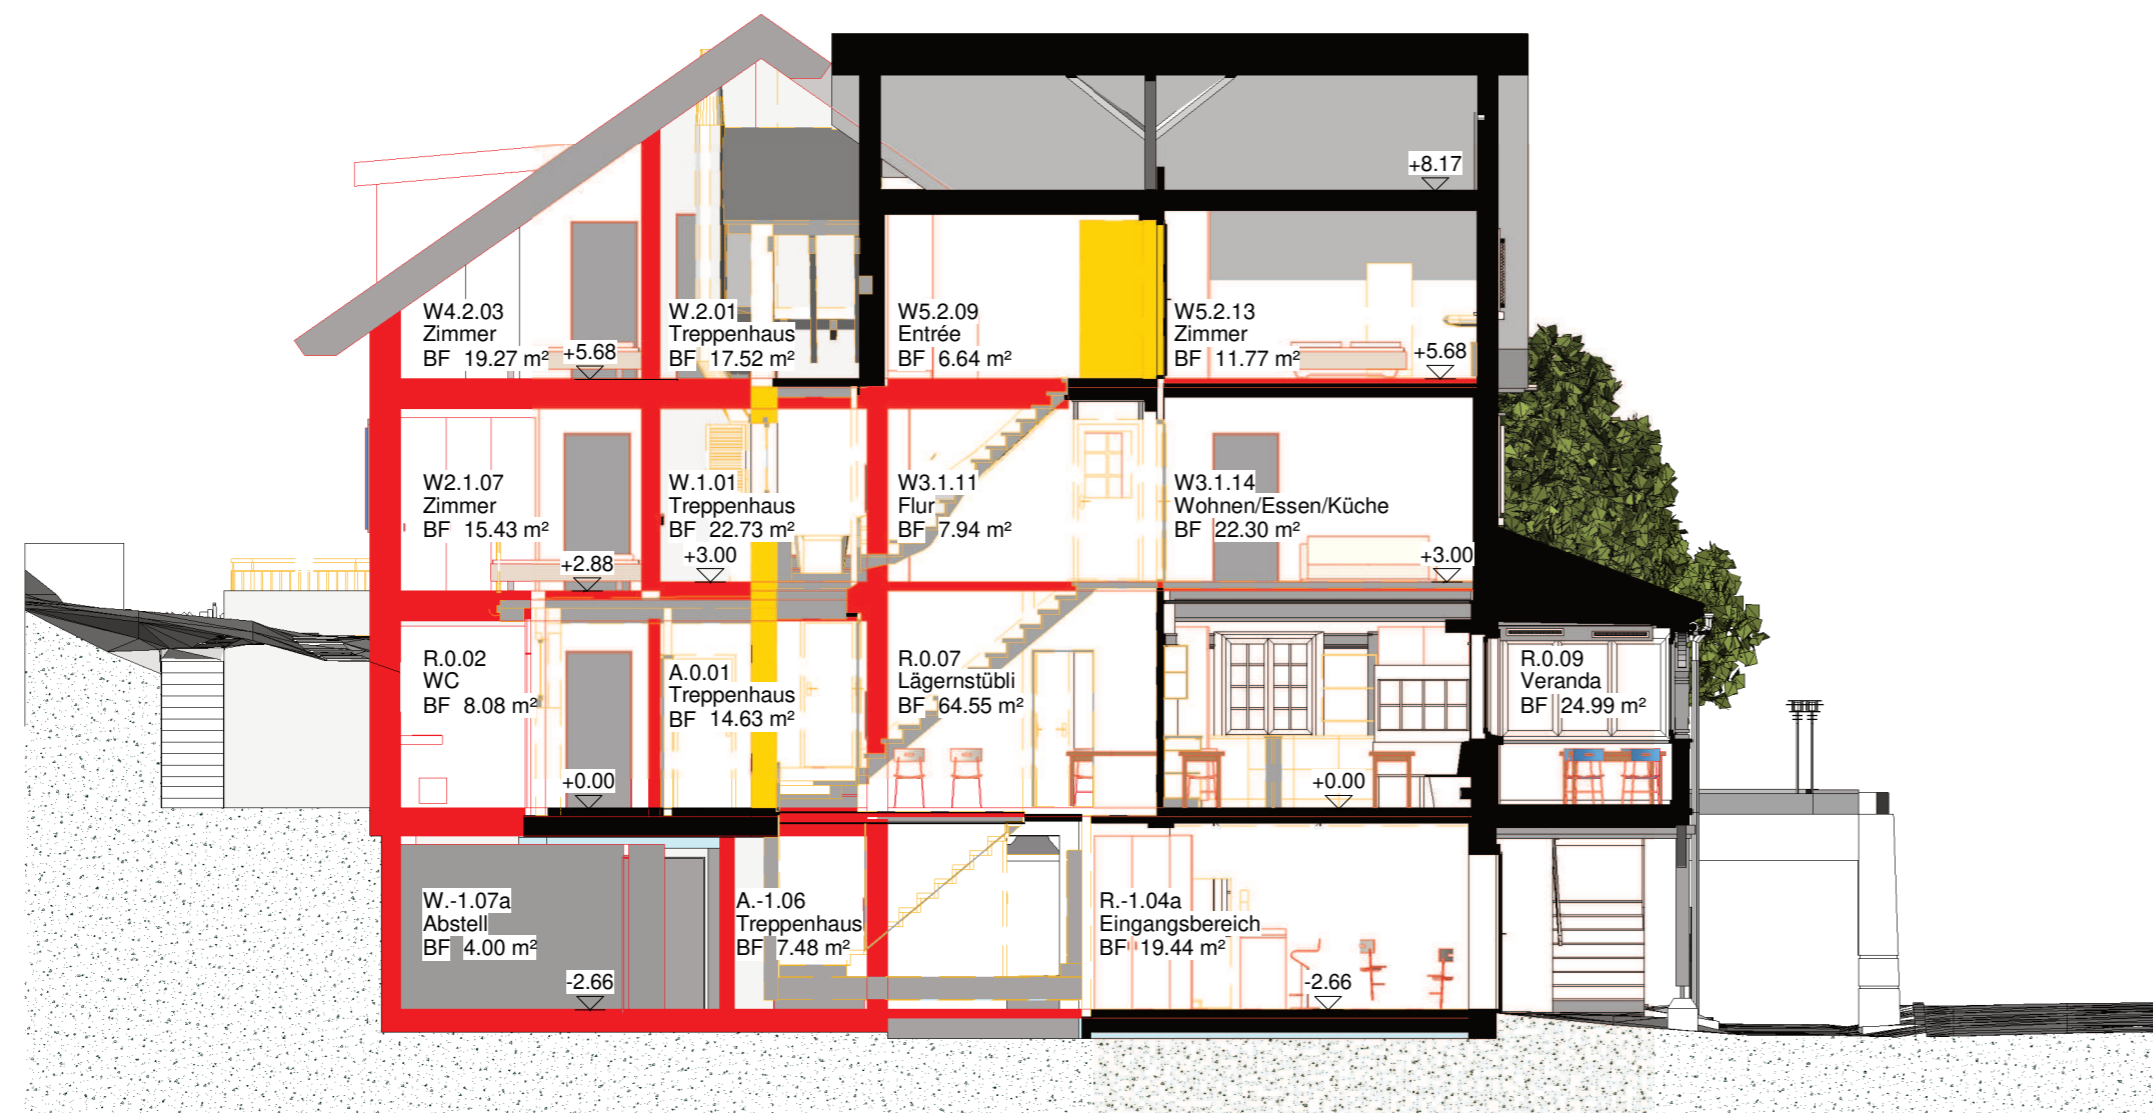 +8.17
W4.2.03
Zimmer
BF 19.27 m²
+5.68
W.2.01
Treppenhaus
BF 17.52 m²
W5.2.09
Entrée
BF 6.64 m²
W5.2.13
Zimmer
BF 11.77 m²
+5.68
W2.1.07
Zimmer
BF 15.43 m²
+2.88
W.1.01
Treppenhaus
BF 22.73 m²
+3.00
W3.1.11
Flur
BF 7.94 m²
W3.1.14
Wohnen/Essen/Küche
BF 22.30 m²
+3.00
R.0.02
WC
BF 8.08 m²
+0.00
A.0.01
Treppenhaus
BF 14.63 m²
R.0.07
Lägernstübli
BF 64.55 m²
+0.00
R.0.09
Veranda
BF 24.99 m²
W.-1.07a
Abstell
BF 4.00 m²
-2.66
A.-1.06
Treppenhaus
BF 7.48 m²
R.-1.04a
Eingangsbereich
BF 19.44 m²
-2.66